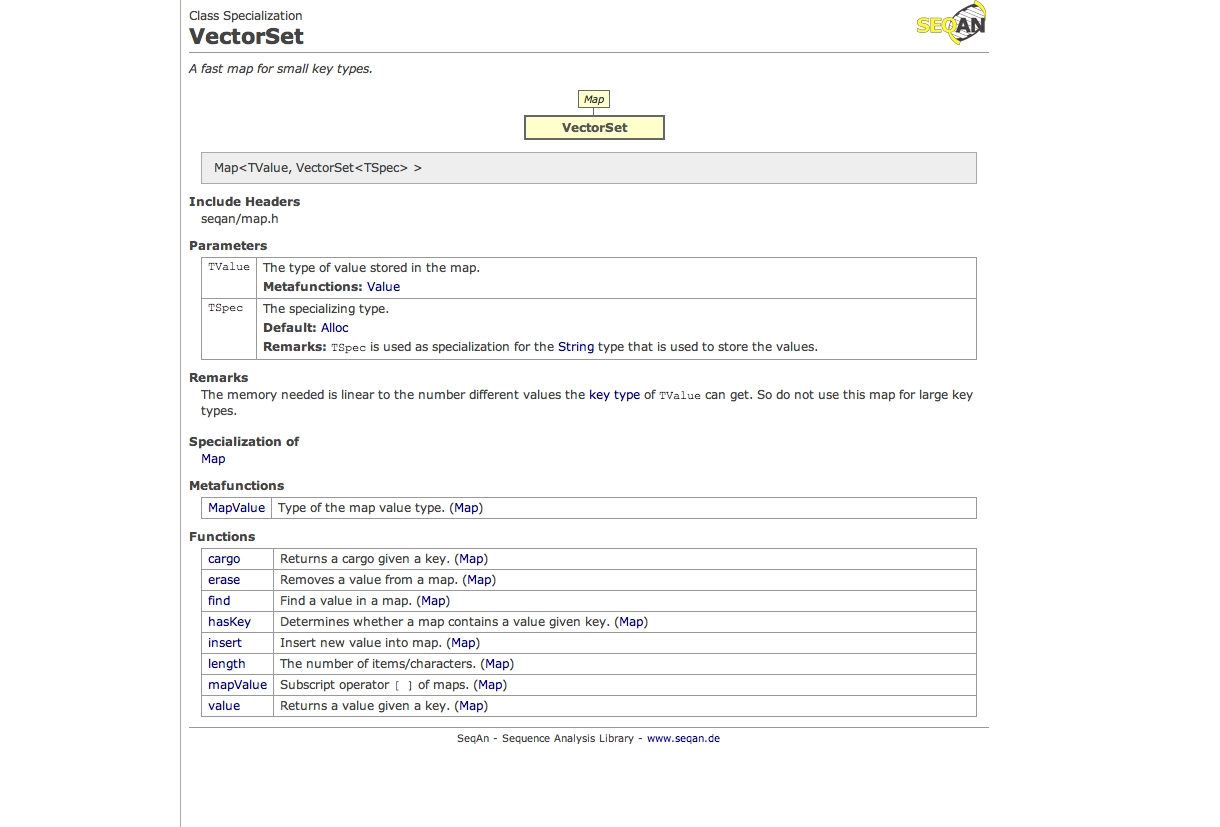 Class Specialization
SEQAN
VectorSet
A fast map for small key types.
Map
VectorSet
Map<TValue, VectorSet<TSpec> >
Include Headers
seqan/map.h
Parameters
TValue The type of value stored in the map.
Metafunctions: Value
TSpec The specializing type.
Default: Alloc
Remarks: TSpec is used as specialization for the String type that is used to store the values.
Remarks
The memory needed is linear to the number different values the key type of TValue can get. So do not use this map for large key
types.
Specialization of
Map
Metafunctions
MapValue Type of the map value type. (Map)
Functions
cargo Returns a cargo given a key. (Map)
erase Removes a value from a map. (Map)
find Find a value in a map. (Map)
hasKey Determines whether a map contains a value given key. (Map)
insert Insert new value into map. (Map)
length The number of items/characters. (Map)
mapValue Subscript operator [ ] of maps. (Map)
value Returns a value given a key. (Map)
SeqAn - Sequence Analysis Library - www.seqan.de